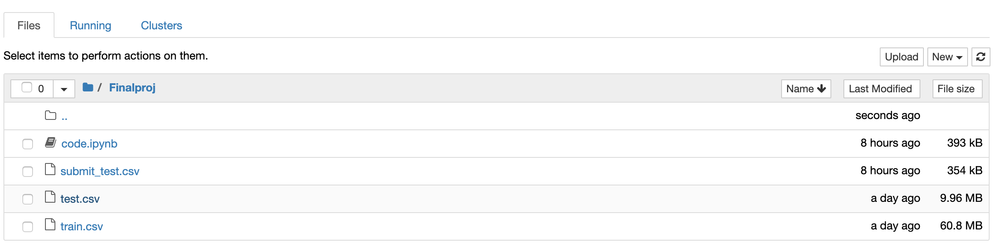 Files Running Clusters
Select items to perform actions on them.
Upload New
0 / Finalproj Name Last Modified File size
.. seconds ago
code.ipynb 8 hours ago 393 kB
submit_test.csv 8 hours ago 354 kB
test.csv a day ago 9.96 MB
train.csv a day ago 60.8 MB